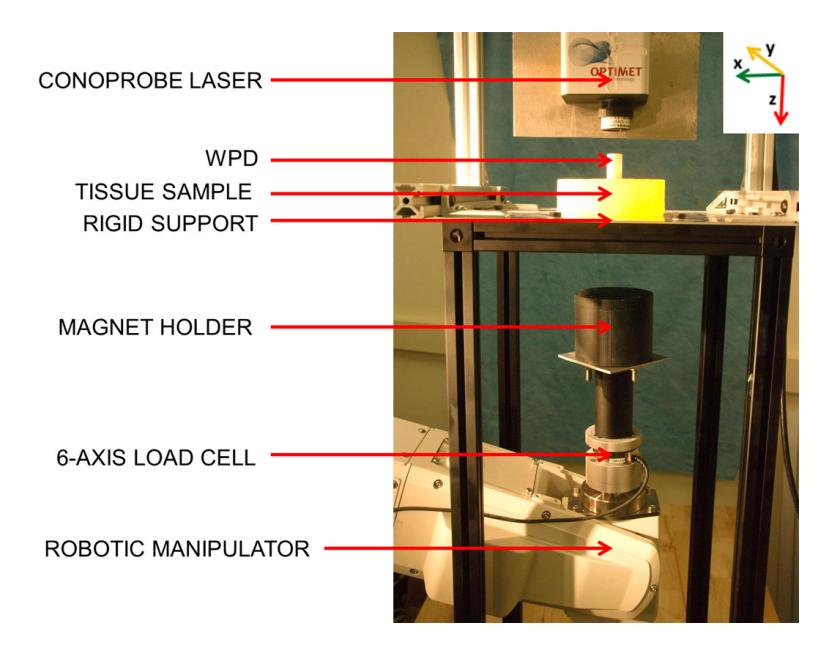 OPTIMET
CONOPROBE LASER
WPD
TISSUE SAMPLE
RIGID SUPPORT
MAGNET HOLDER
6-AXIS LOAD CELL
ROBOTIC MANIPULATOR
y
x
z